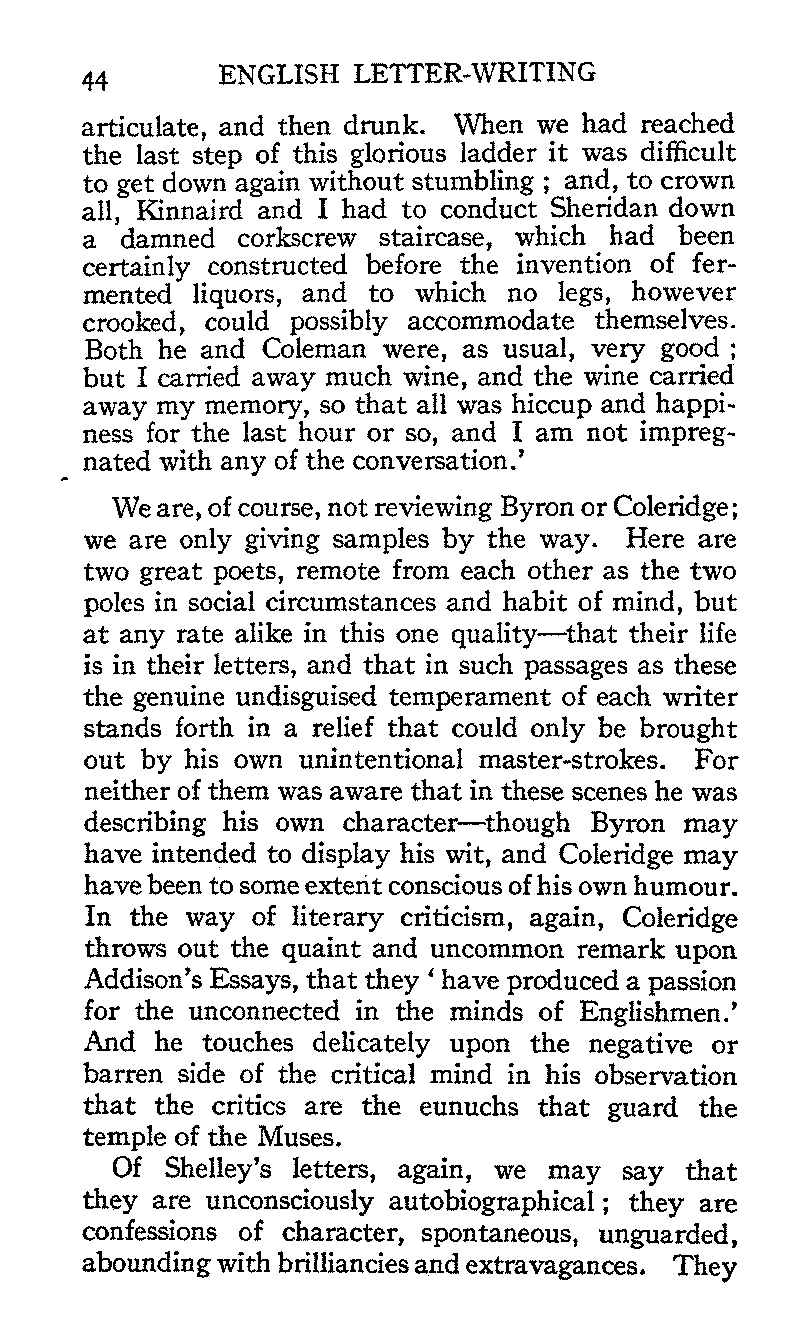 44 ENGLISH LETTER-WRITING
articulate, and then drunk. When we had reached
the last step of this glorious ladder it was difficult
to get down again without stumbling ; and, to crown
all, Kinnaird and I had to conduct Sheridan down
a damned corkscrew staircase, which had been
certainly constructed before the invention of fer-
mented liquors, and to which no legs, however
crooked, could possibly accommodate themselves.
Both he and Coleman were, as usual, very good ;
but I carried away much wine, and the wine carried
away my memory, so that all was hiccup and happi-
ness for the last hour or so, and I am not impreg-
nated with any of the conversation.’
We are, of course, not reviewing Byron or Coleridge;
we are only giving samples by the way. Here are
two great poets, remote from each other as the two
poles in social circumstances and habit of mind, but
at any rate alike in this one quality—that their life
is in their letters, and that in such passages as these
the genuine undisguised temperament of each writer
stands forth in a relief that could only be brought
out by his own unintentional master-strokes. For
neither of them was aware that in these scenes he was
describing his own character—though Byron may
have intended to display his wit, and Coleridge may
have been to some extent conscious of his own humour.
In the way of literary criticism, again, Coleridge
throws out the quaint and uncommon remark upon
Addison’s Essays, that they ‘ have produced a passion
for the unconnected in the minds of Englishmen.’
And he touches delicately upon the negative or
barren side of the critical mind in his observation
that the critics are the eunuchs that guard the
temple of the Muses.
Of Shelley’s letters, again, we may say that
they are unconsciously autobiographical ; they are
confessions of character, spontaneous, unguarded,
abounding with brilliancies and extravagances. They